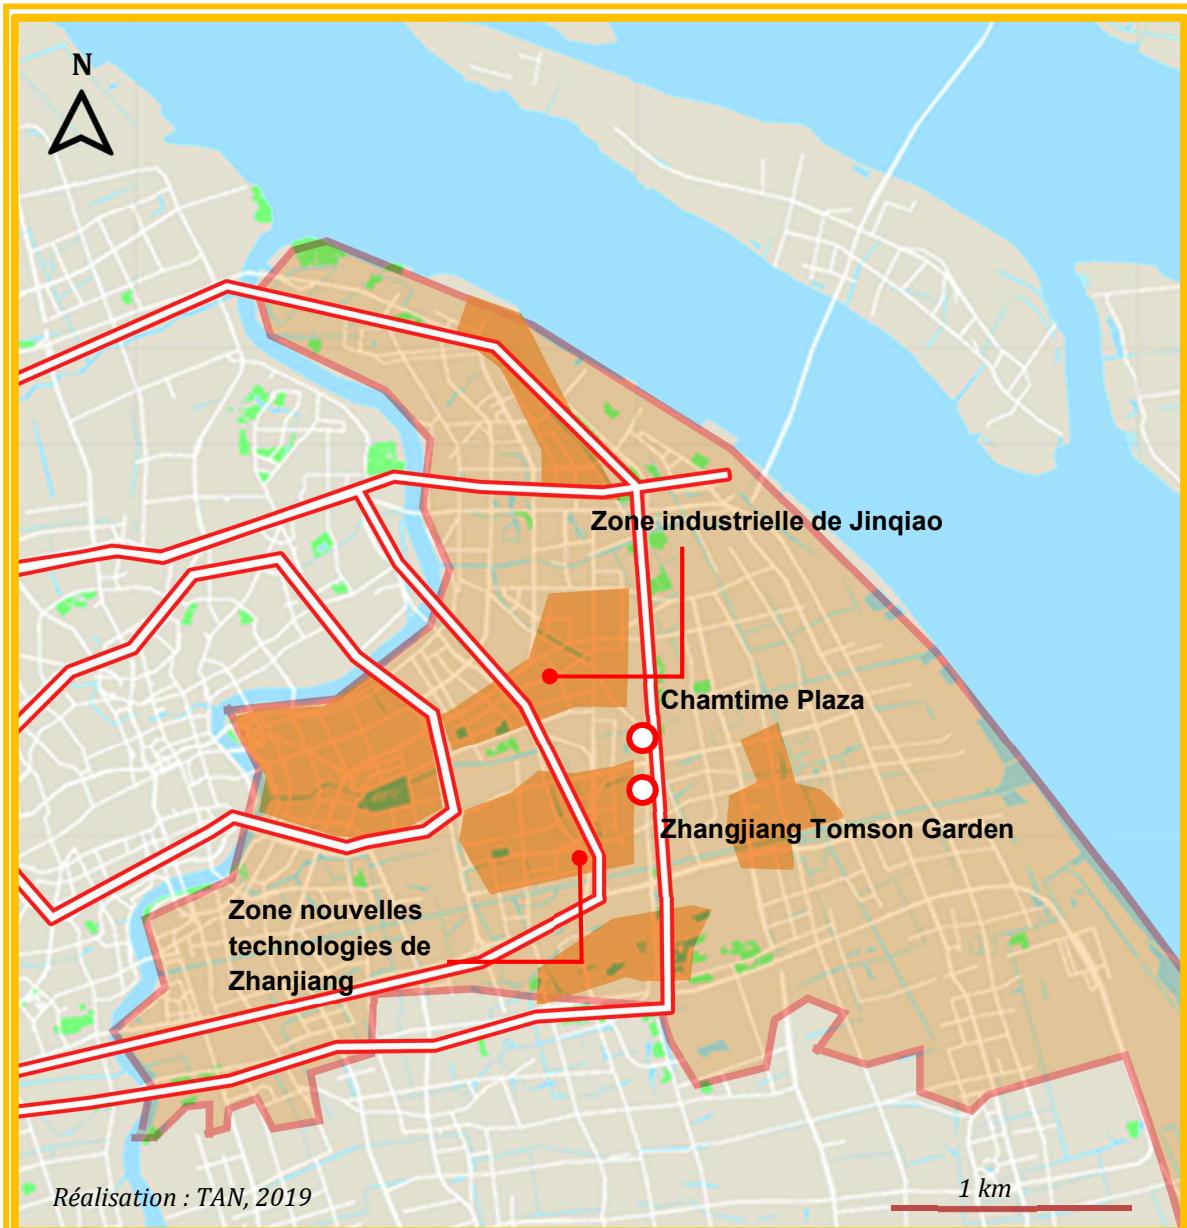 N
Zone industrielle de Jinqiao
Chamtime Plaza
Zhangjiang Tomson Garden
Zone nouvelles
technologies de
Zhanjiang
Réalisation : TAN, 2019
1 km